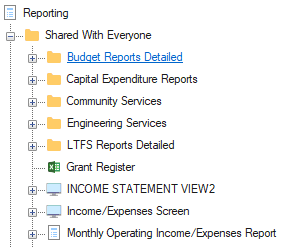 Reporting
Shared With Everyone
Budget Reports Detailed
Capital Expenditure Reports
Community Services
Engineering Services
LTFS Reports Detailed
Grant Register
INCOME STATEMENT VIEW2
Income/Expenses Screen
Monthly Operating Income/Expenses Report